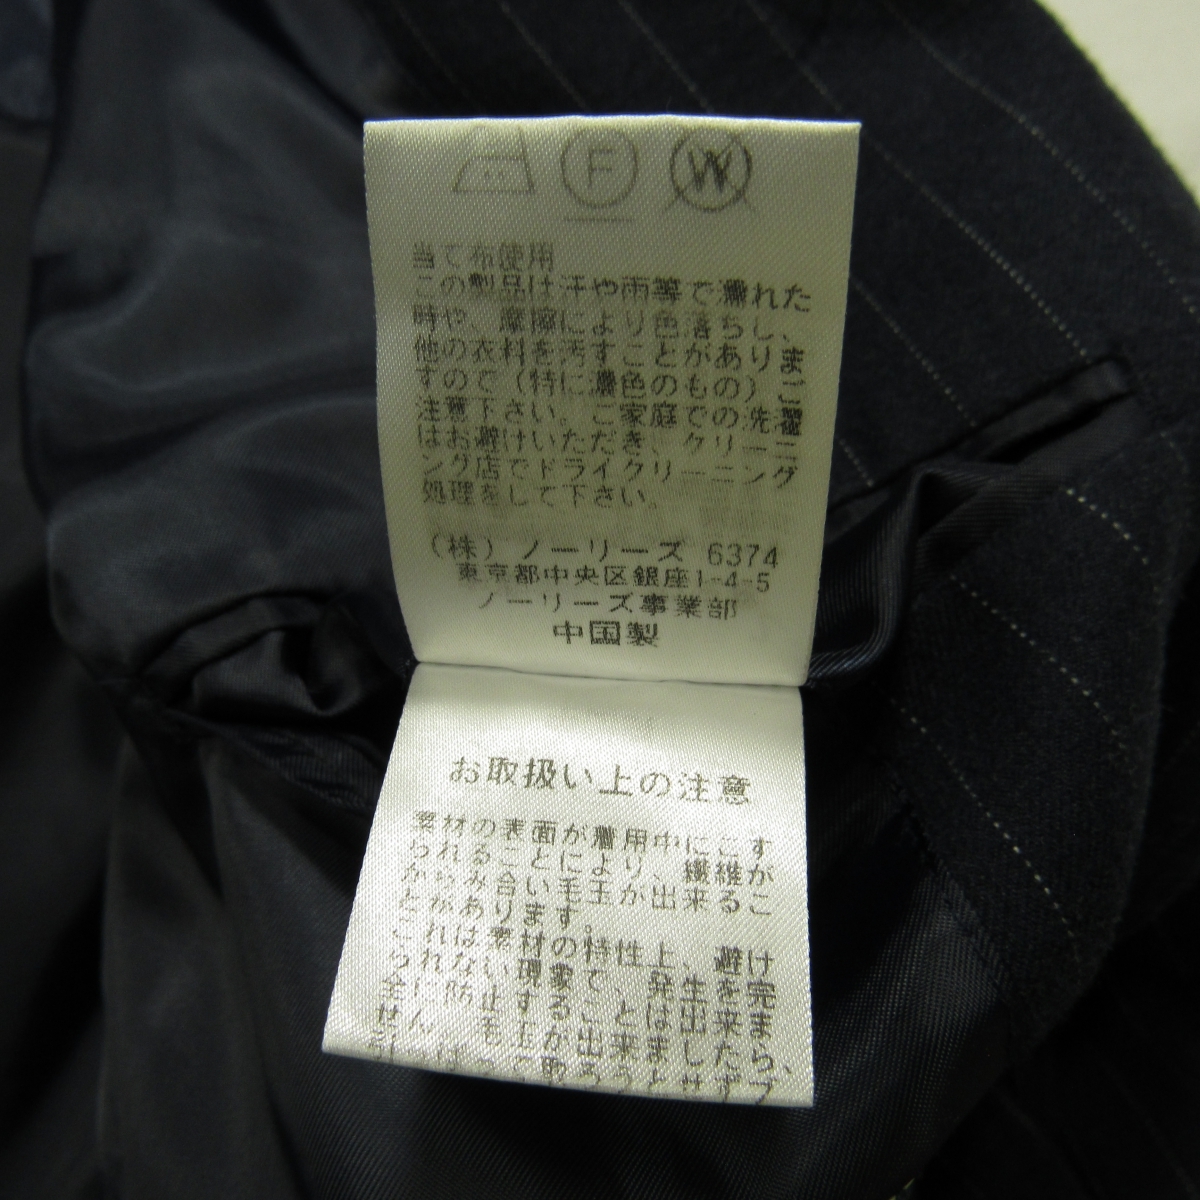 F W
当て布使用
この製品は汗や雨等で濡れた
時や、摩擦により色落ちし、
他の衣料を汚すことがありま
すので(特に濃色のもの)ご
注意下さい。ご家庭での洗濯
はお避けいただき、クリーニ
ング店でドライクリーニング
処理をして下さい。
(株)ノーリーズ 6374
東京都中央区銀座1-4-5
ノーリーズ事業部
中国製
お取扱い上の注意
素材の表面が着用中にこす
られることにより、繊維が
からみ合い毛玉が出来るこ
とがあります。
これは素材の特性上、避け
られない現象で、発生を完
全に防止することは出来ま
せん。毛玉が出来ましたら、